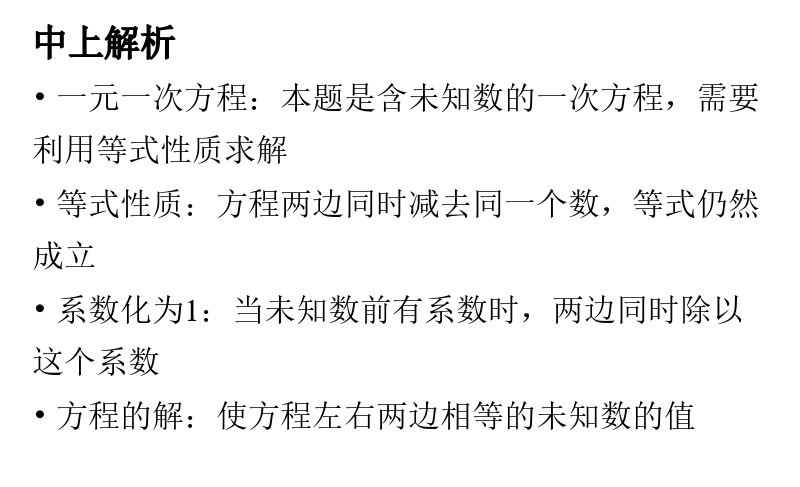 中上解析
• 一元一次方程：本题是含未知数的一次方程，需要
利用等式性质求解
• 等式性质：方程两边同时减去同一个数，等式仍然
成立
• 系数化为1：当未知数前有系数时，两边同时除以
这个系数
• 方程的解：使方程左右两边相等的未知数的值